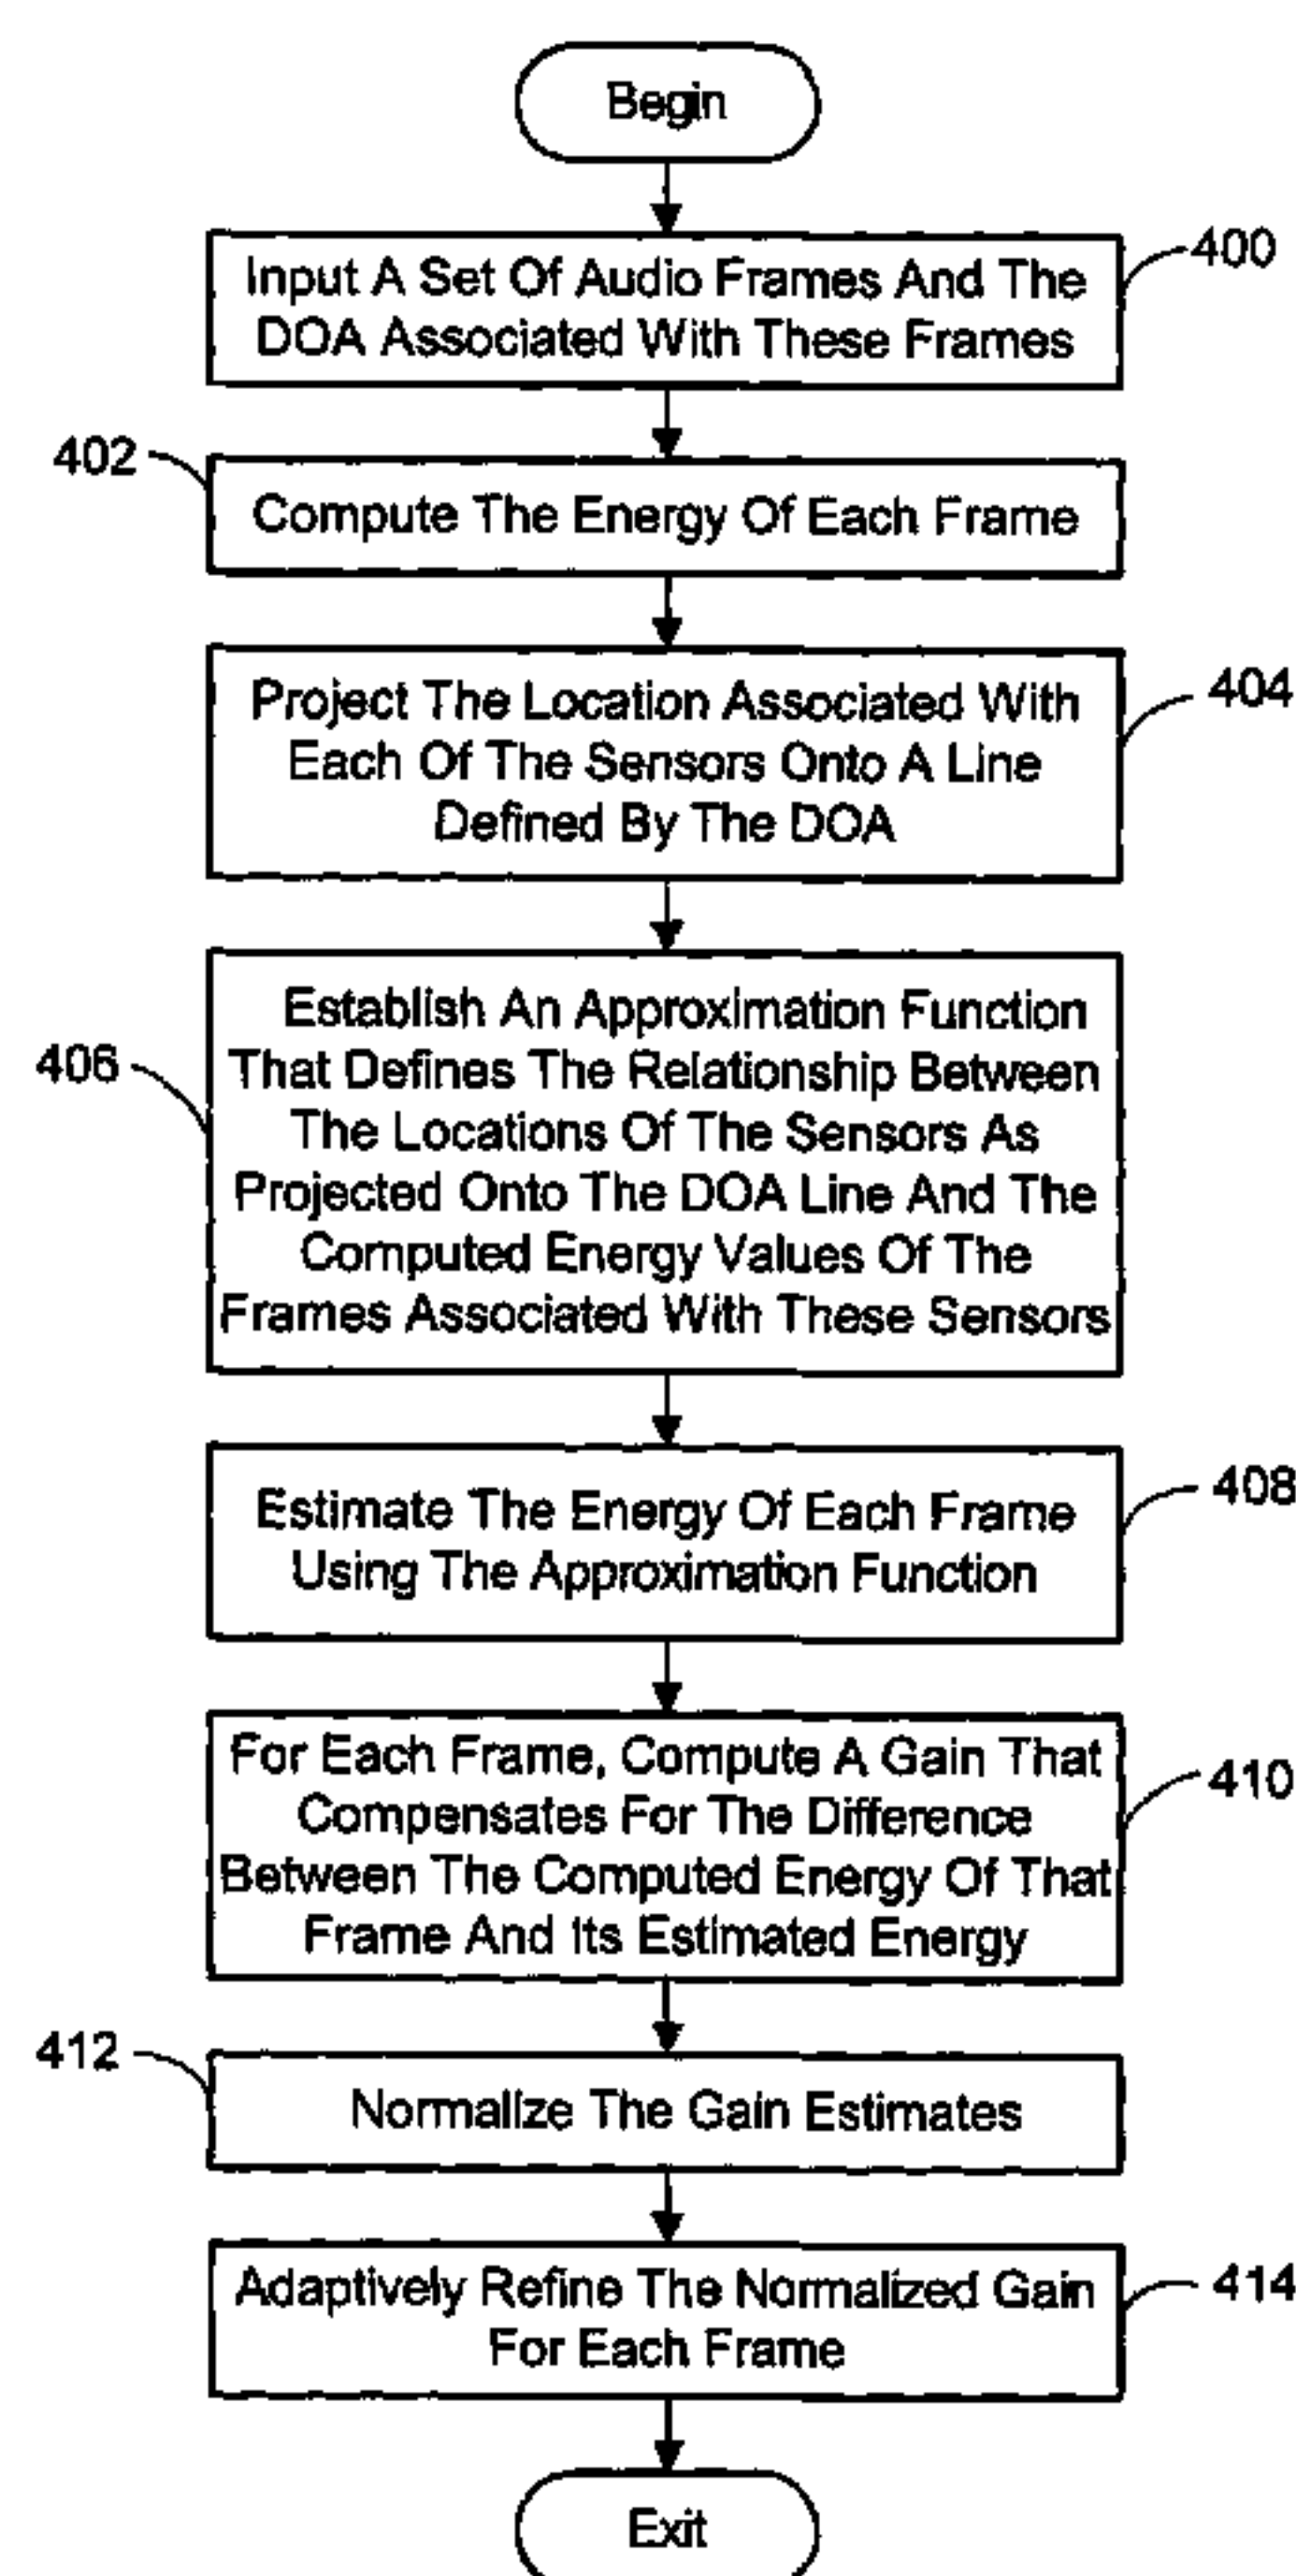 Begin
Input A Set Of Audio Frames And The
DOA Associated With These Frames
400
402
Compute The Energy Of Each Frame
Project The Location Associated With
Each Of The Sensors Onto A Line
Defined By The DOA
404
406
Establish An Approximation Function
That Defines The Relationship Between
The Locations Of The Sensors As
Projected Onto The DOA Line And The
Computed Energy Values Of The
Frames Associated With These Sensors
Estimate The Energy Of Each Frame
Using The Approximation Function
408
For Each Frame, Compute A Gain That
Compensates For The Difference
Between The Computed Energy Of That
Frame And Its Estimated Energy
410
412
Normalize The Gain Estimates
Adaptively Refine The Normalized Gain
For Each Frame
414
Exit